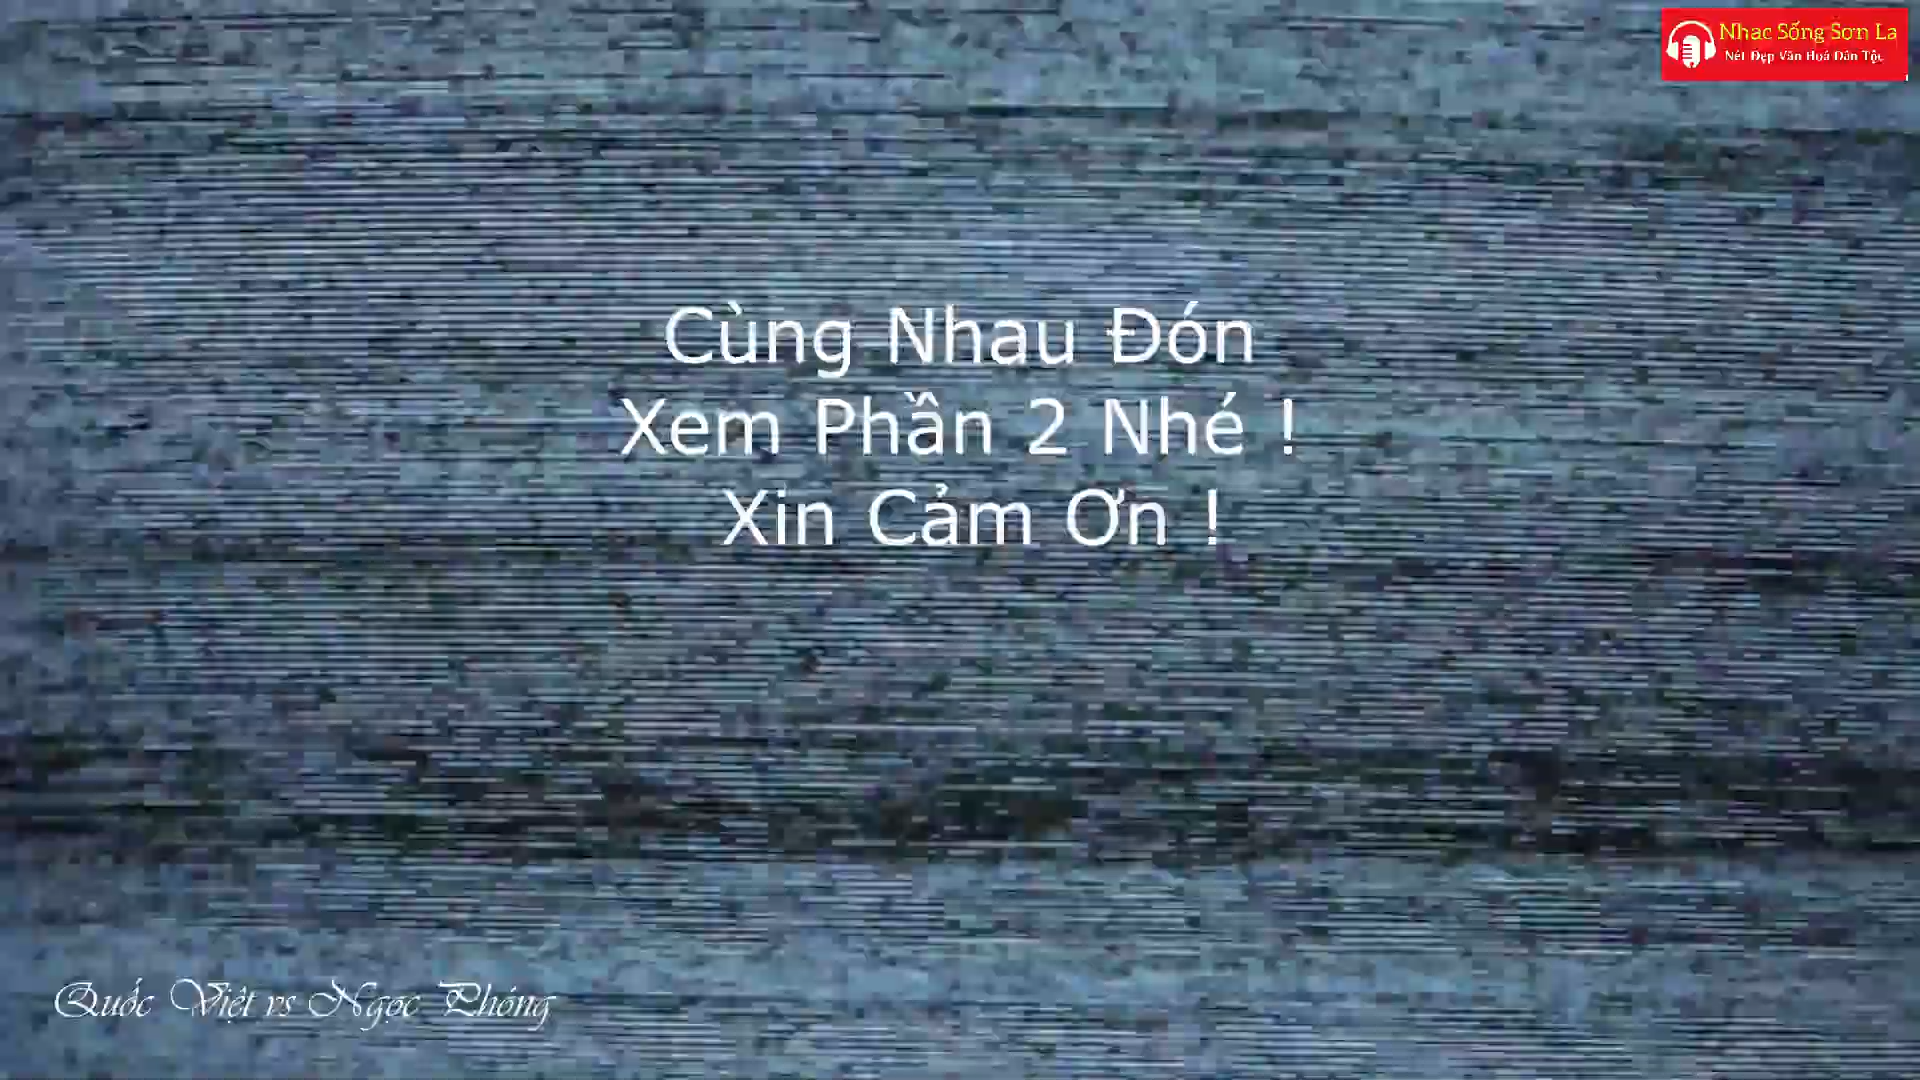 Nhạc Sống Sơn La
Nét Đẹp Văn Hoá Dân Tộc
Cùng Nhau Đón
Xem Phần 2 Nhé !
Xin Cảm Ơn !
Quốc Việt vs Ngọc Phóng